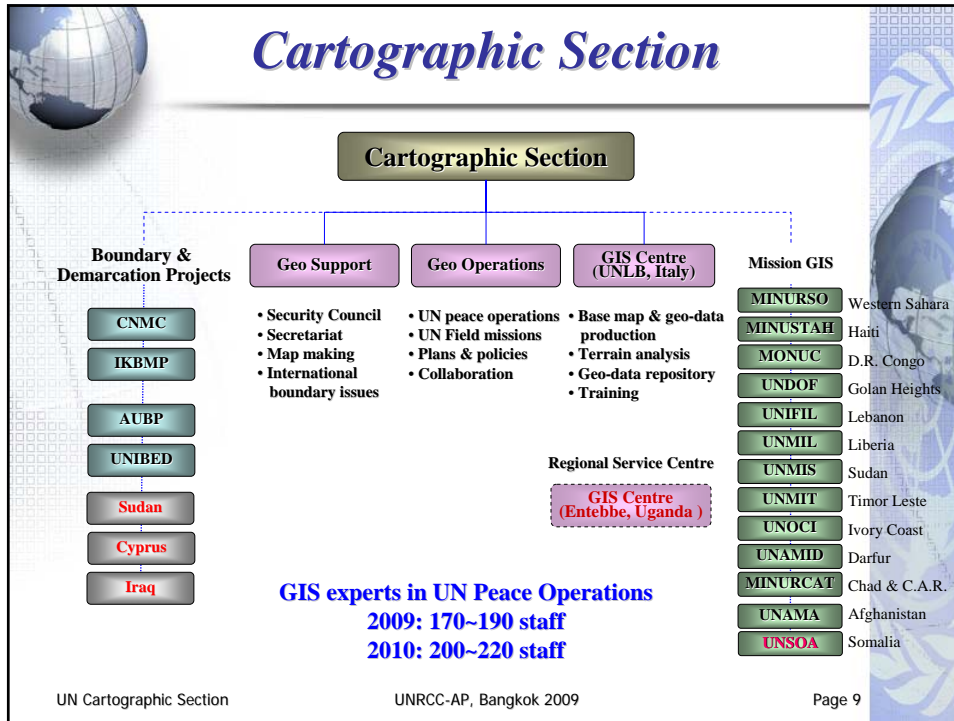 Cartographic Section
Cartographic Section
Boundary &
Demarcation Projects
CNMC
IKBMP
AUBP
UNIBED
Sudan
Cyprus
Iraq
Geo Support
• Security Council
• Secretariat
• Map making
• International
boundary issues
Geo Operations
• UN peace operations
• UN Field missions
• Plans & policies
• Collaboration
GIS Centre
(UNLB, Italy)
• Base map & geo-data
production
• Terrain analysis
• Geo-data repository
• Training
Regional Service Centre
GIS Centre
(Entebbe, Uganda )
Mission GIS
MINURSO Western Sahara
MINUSTAH Haiti
MONUC D.R. Congo
UNDOF Golan Heights
UNIFIL Lebanon
UNMIL Liberia
UNMIS Sudan
UNMIT Timor Leste
UNOCI Ivory Coast
UNAMID Darfur
MINURCAT Chad & C.A.R.
UNAMA Afghanistan
UNSOA Somalia
GIS experts in UN Peace Operations
2009: 170~190 staff
2010: 200~220 staff
UN Cartographic Section UNRCC-AP, Bangkok 2009 Page 9